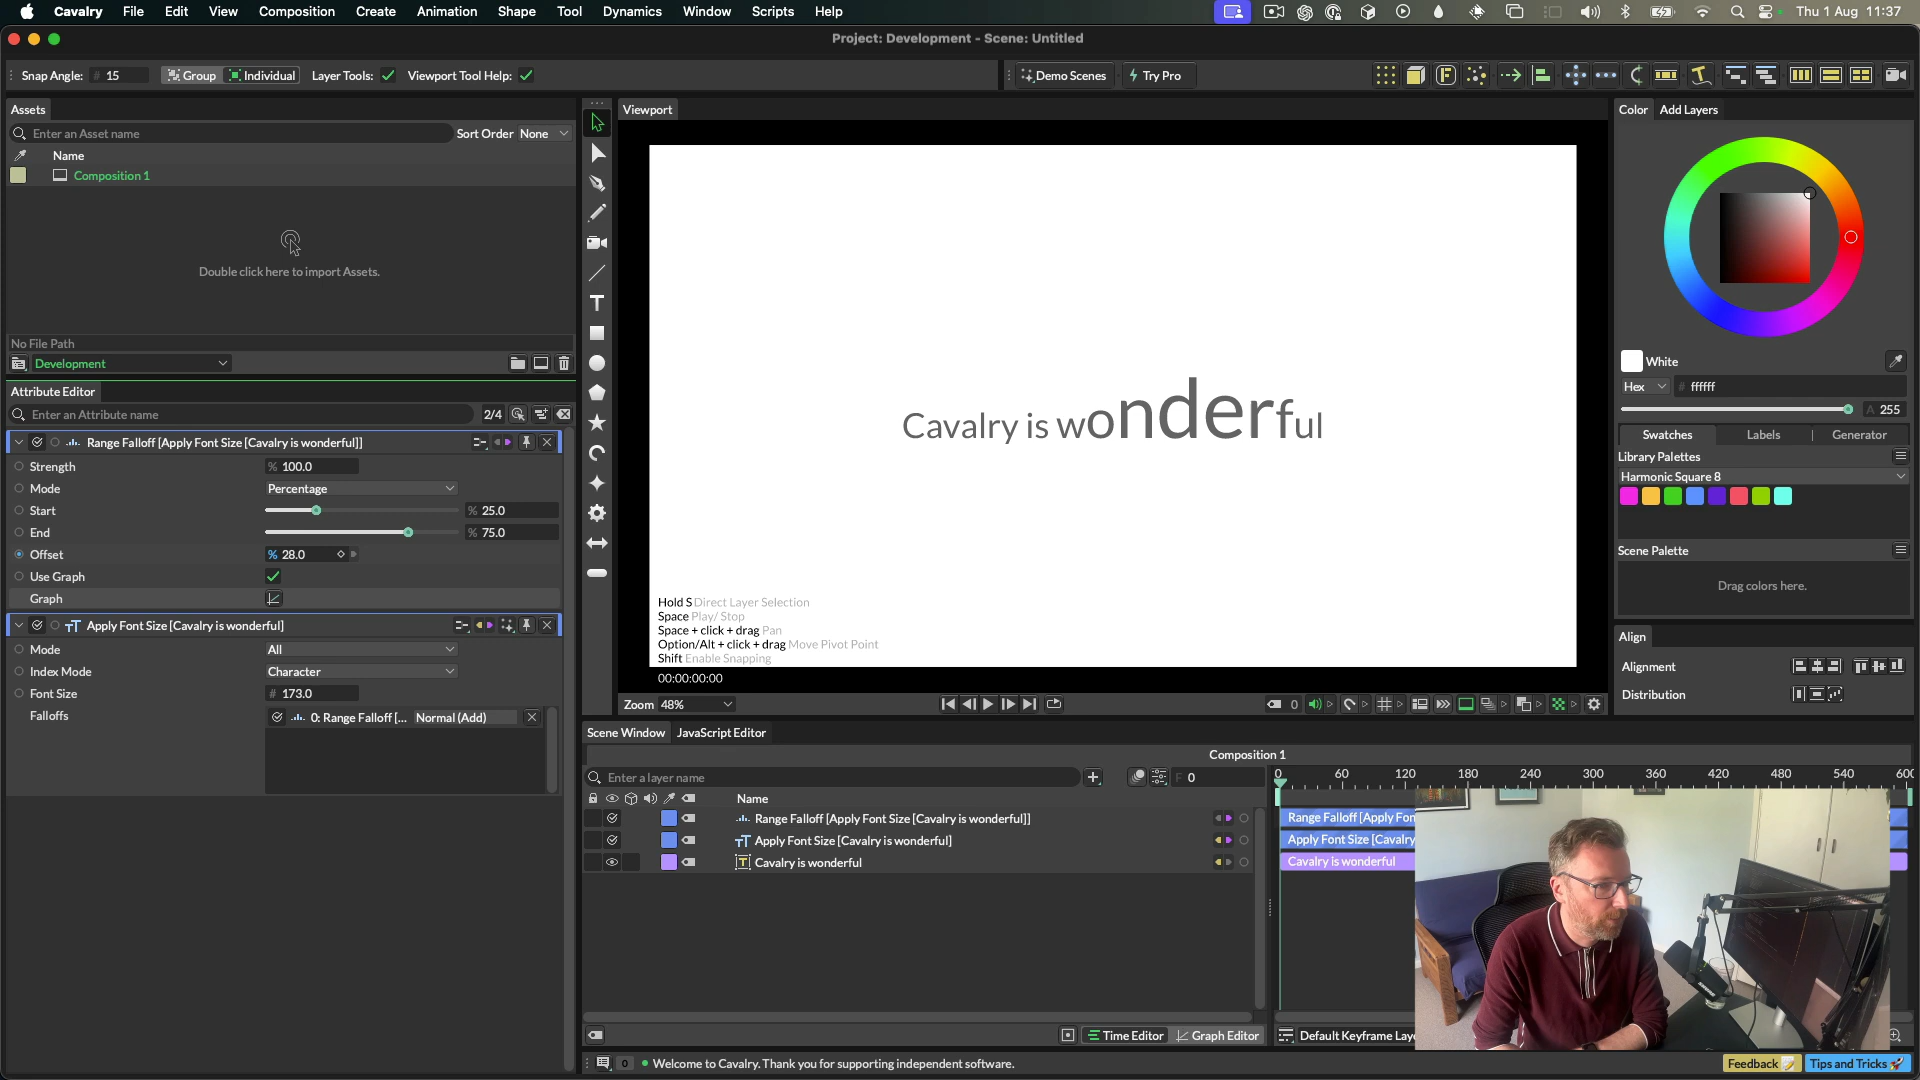 Cavalry File Edit View Composition Create Animation Shape Tool Dynamics Window Scripts Help Thu 1 Aug 11:37
Project: Development - Scene: Untitled
Snap Angle: # 15 Group Individual Layer Tools: Viewport Tool Help: Demo Scenes Try Pro
Assets
Enter an Asset name Sort Order None
Name
Composition 1
Double click here to import Assets.
No File Path
Development
Attribute Editor
Enter an Attribute name 2/4
Range Falloff [Apply Font Size [Cavalry is wonderful]]
Strength % 100.0
Mode Percentage
Start % 25.0
End % 75.0
Offset % 28.0
Use Graph
Graph
Apply Font Size [Cavalry is wonderful]
Mode All
Index Mode Character
Font Size # 173.0
Falloffs 0: Range Falloff [... Normal (Add)
Viewport
Cavalry is wonderful
Hold S Direct Layer Selection
Space Play/ Stop
Space + click + drag Pan
Option/Alt + click + drag Move Pivot Point
Shift Enable Snapping
00:00:00:00
Zoom 48% 0
Scene Window JavaScript Editor
Composition 1
Enter a layer name F 0
0 60 120 180 240 300 360 420 480 540 600
Name
Range Falloff [Apply Font Size [Cavalry is wonderful]] Range Falloff [Apply Fon
Apply Font Size [Cavalry is wonderful] Apply Font Size [Cavalry
Cavalry is wonderful Cavalry is wonderful
Time Editor Graph Editor Default Keyframe Laye
0 Welcome to Cavalry. Thank you for supporting independent software. Feedback Tips and Tricks
Color Add Layers
White
Hex # ffffff
A 255
Swatches Labels Generator
Library Palettes
Harmonic Square 8
Scene Palette
Drag colors here.
Align
Alignment
Distribution